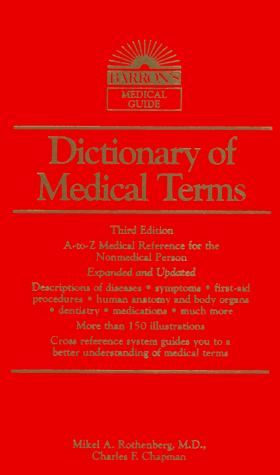 BARRON'S
MEDICAL
GUIDE
Dictionary of
Medical Terms
Third Edition
A-to-Z Medical Reference for the
Nonmedical Person
Expanded and Updated
Descriptions of diseases • symptoms • first-aid
procedures • human anatomy and body organs
• dentistry • medications • much more
More than 150 illustrations
Cross reference system guides you to a
better understanding of medical terms
Mikel A. Rothenberg, M.D.,
Charles F. Chapman